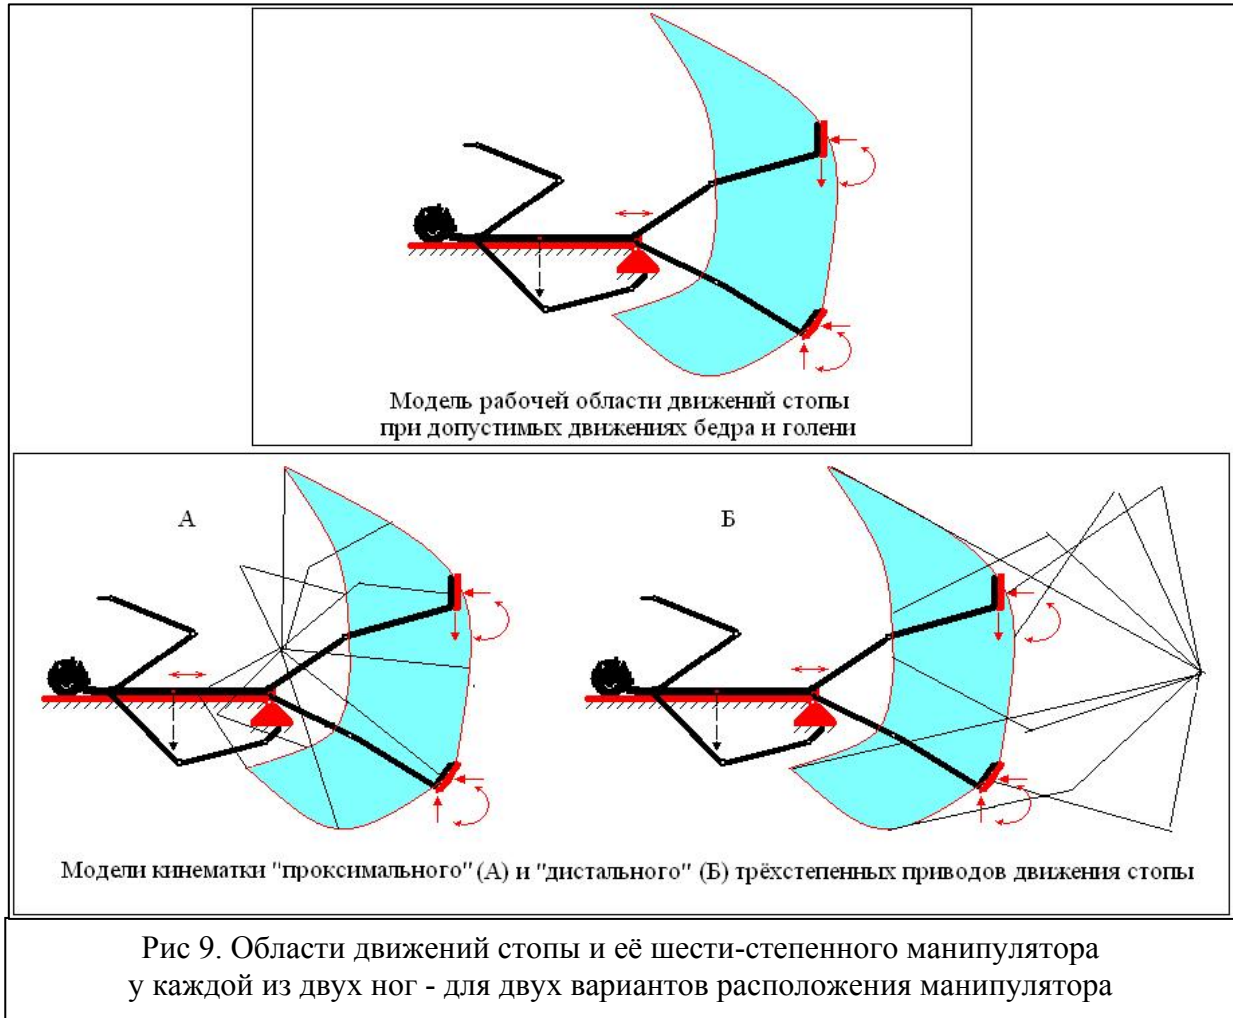 Модель рабочей области движений стопы
при допустимых движениях бедра и голени
А
Б
Модели кинематки "проксимального" (А) и "дистального" (Б) трёхстепенных приводов движения стопы
Рис 9. Области движений стопы и её шести-степенного манипулятора
у каждой из двух ног - для двух вариантов расположения манипулятора